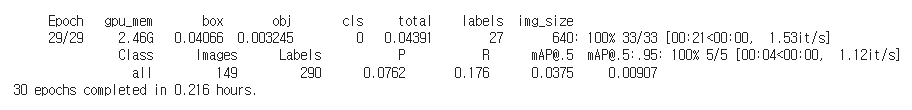 Epoch gpu_mem box obj cls total labels img_size
29/29 2.46G 0.04066 0.003245 0 0.04391 27 640: 100% 33/33 [00:21<00:00, 1.53it/s]
Class Images Labels P R mAP@.5 mAP@.5:.95: 100% 5/5 [00:04<00:00, 1.12it/s]
all 149 290 0.0762 0.176 0.0375 0.00907
30 epochs completed in 0.216 hours.